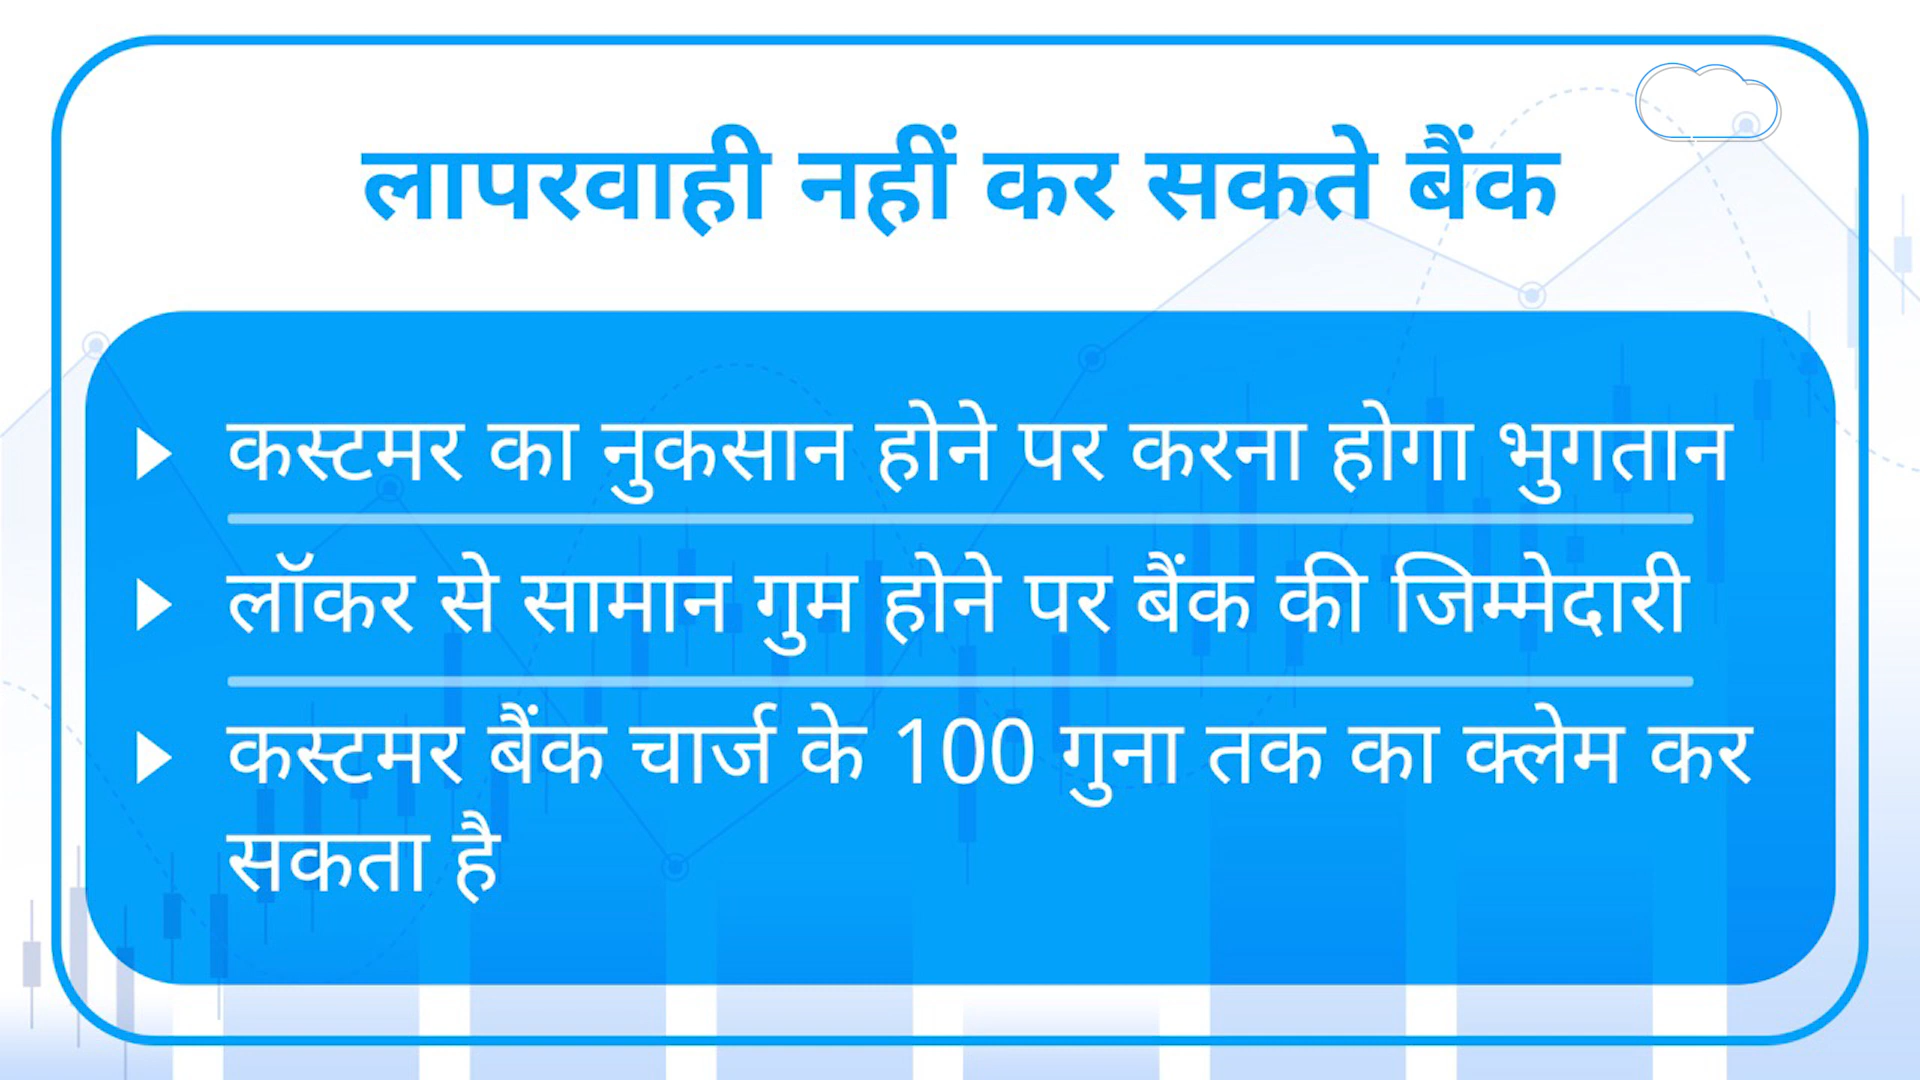 लापरवाही नहीं कर सकते बैंक
कस्टमर का नुकसान होने पर करना होगा भुगतान
लॉकर से सामान गुम होने पर बैंक की जिम्मेदारी
कस्टमर बैंक चार्ज के 100 गुना तक का क्लेम कर
सकता है